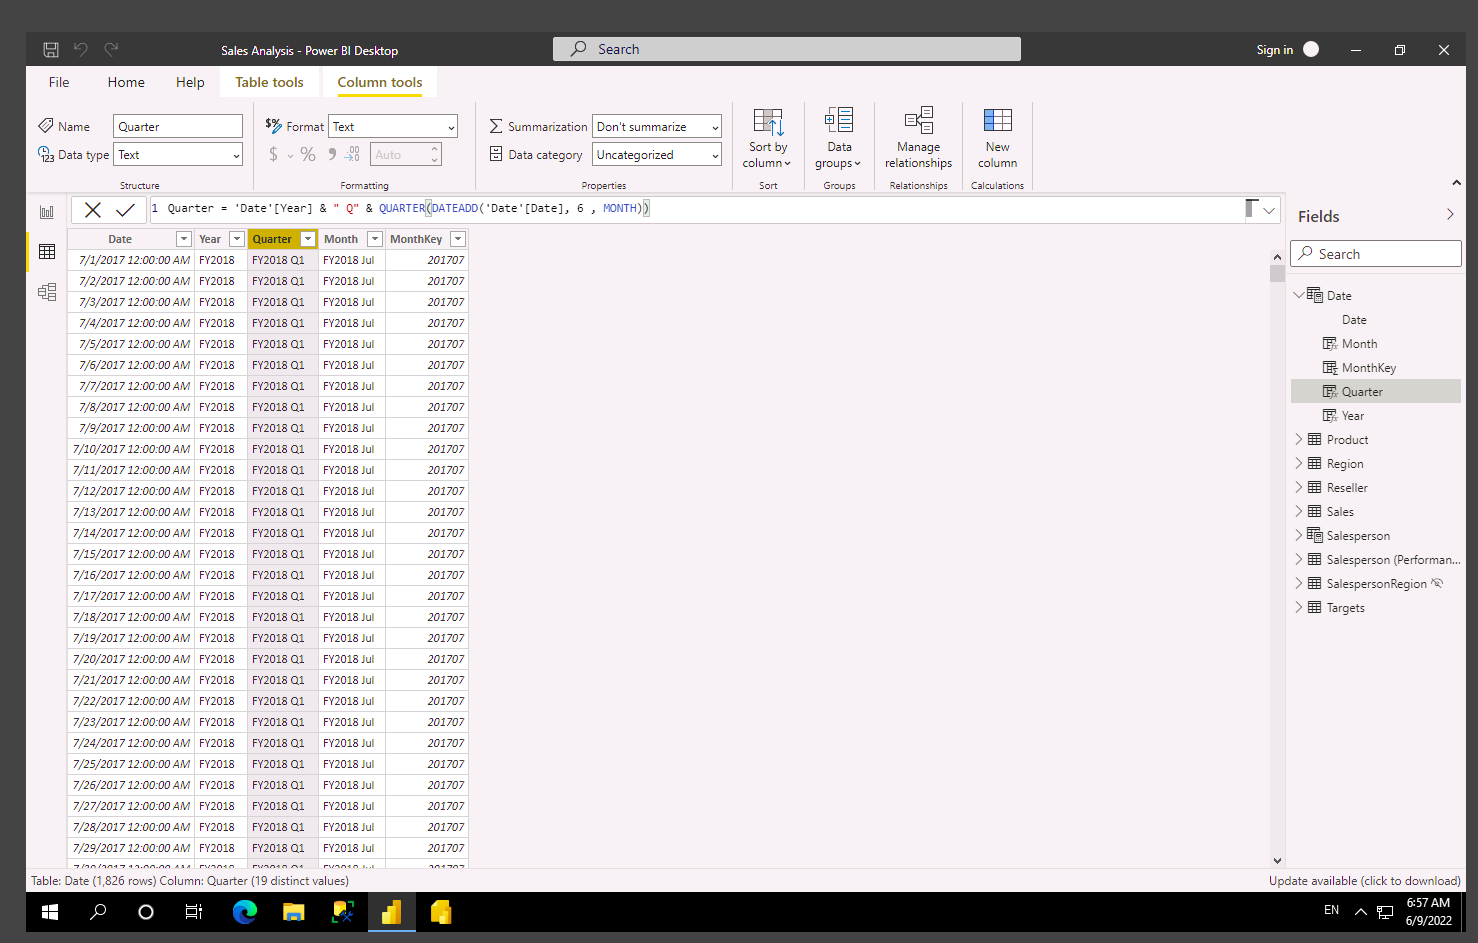 Sales Analysis - Power BI Desktop
Search
Sign in
File
Home
Help
Table tools
Column tools
Name
Quarter
Format
Text
Summarization
Don't summarize
Data type
Text
$ % 9 .00
Auto
Data category
Uncategorized
Sort by
column
Data
groups
Manage
relationships
New
column
Structure
Formatting
Properties
Sort
Groups
Relationships
Calculations
1 Quarter = 'Date'[Year] & " Q" & QUARTER(DATEADD('Date'[Date], 6 , MONTH))
Date Year Quarter Month MonthKey
7/1/2017 12:00:00 AM FY2018 FY2018 Q1 FY2018 Jul 201707
7/2/2017 12:00:00 AM FY2018 FY2018 Q1 FY2018 Jul 201707
7/3/2017 12:00:00 AM FY2018 FY2018 Q1 FY2018 Jul 201707
7/4/2017 12:00:00 AM FY2018 FY2018 Q1 FY2018 Jul 201707
7/5/2017 12:00:00 AM FY2018 FY2018 Q1 FY2018 Jul 201707
7/6/2017 12:00:00 AM FY2018 FY2018 Q1 FY2018 Jul 201707
7/7/2017 12:00:00 AM FY2018 FY2018 Q1 FY2018 Jul 201707
7/8/2017 12:00:00 AM FY2018 FY2018 Q1 FY2018 Jul 201707
7/9/2017 12:00:00 AM FY2018 FY2018 Q1 FY2018 Jul 201707
7/10/2017 12:00:00 AM FY2018 FY2018 Q1 FY2018 Jul 201707
7/11/2017 12:00:00 AM FY2018 FY2018 Q1 FY2018 Jul 201707
7/12/2017 12:00:00 AM FY2018 FY2018 Q1 FY2018 Jul 201707
7/13/2017 12:00:00 AM FY2018 FY2018 Q1 FY2018 Jul 201707
7/14/2017 12:00:00 AM FY2018 FY2018 Q1 FY2018 Jul 201707
7/15/2017 12:00:00 AM FY2018 FY2018 Q1 FY2018 Jul 201707
7/16/2017 12:00:00 AM FY2018 FY2018 Q1 FY2018 Jul 201707
7/17/2017 12:00:00 AM FY2018 FY2018 Q1 FY2018 Jul 201707
7/18/2017 12:00:00 AM FY2018 FY2018 Q1 FY2018 Jul 201707
7/19/2017 12:00:00 AM FY2018 FY2018 Q1 FY2018 Jul 201707
7/20/2017 12:00:00 AM FY2018 FY2018 Q1 FY2018 Jul 201707
7/21/2017 12:00:00 AM FY2018 FY2018 Q1 FY2018 Jul 201707
7/22/2017 12:00:00 AM FY2018 FY2018 Q1 FY2018 Jul 201707
7/23/2017 12:00:00 AM FY2018 FY2018 Q1 FY2018 Jul 201707
7/24/2017 12:00:00 AM FY2018 FY2018 Q1 FY2018 Jul 201707
7/25/2017 12:00:00 AM FY2018 FY2018 Q1 FY2018 Jul 201707
7/26/2017 12:00:00 AM FY2018 FY2018 Q1 FY2018 Jul 201707
7/27/2017 12:00:00 AM FY2018 FY2018 Q1 FY2018 Jul 201707
7/28/2017 12:00:00 AM FY2018 FY2018 Q1 FY2018 Jul 201707
7/29/2017 12:00:00 AM FY2018 FY2018 Q1 FY2018 Jul 201707
Fields
Search
Date
Date
Month
MonthKey
Quarter
Year
Product
Region
Reseller
Sales
Salesperson
Salesperson (Performan...
SalespersonRegion
Targets
Table: Date (1,826 rows) Column: Quarter (19 distinct values)
Update available (click to download)
EN
6:57 AM
6/9/2022